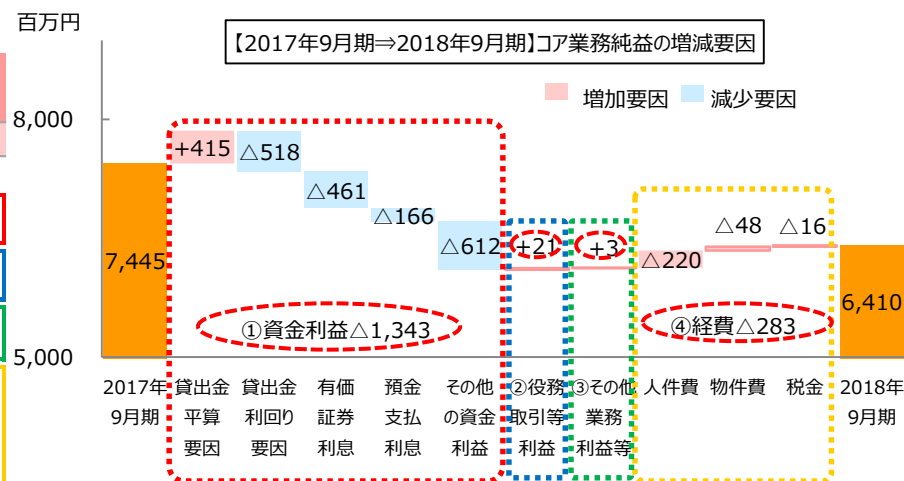 百万円
【2017年9月期⇒2018年9月期】コア業務純益の増減要因
増加要因 減少要因
8,000
+415 △518
△461
△166
△48 △16
△612 +21 +3 △220
7,445
6,410
①資金利益△1,343 ④経費△283
5,000
2017年 貸出金 貸出金 有価 預金 その他 ②役務 ③その他 人件費 物件費 税金 2018年
9月期 平算 利回り 証券 支払 の資金 取引等 業務 9月期
要因 要因 利息 利息 利益 利益 利益等